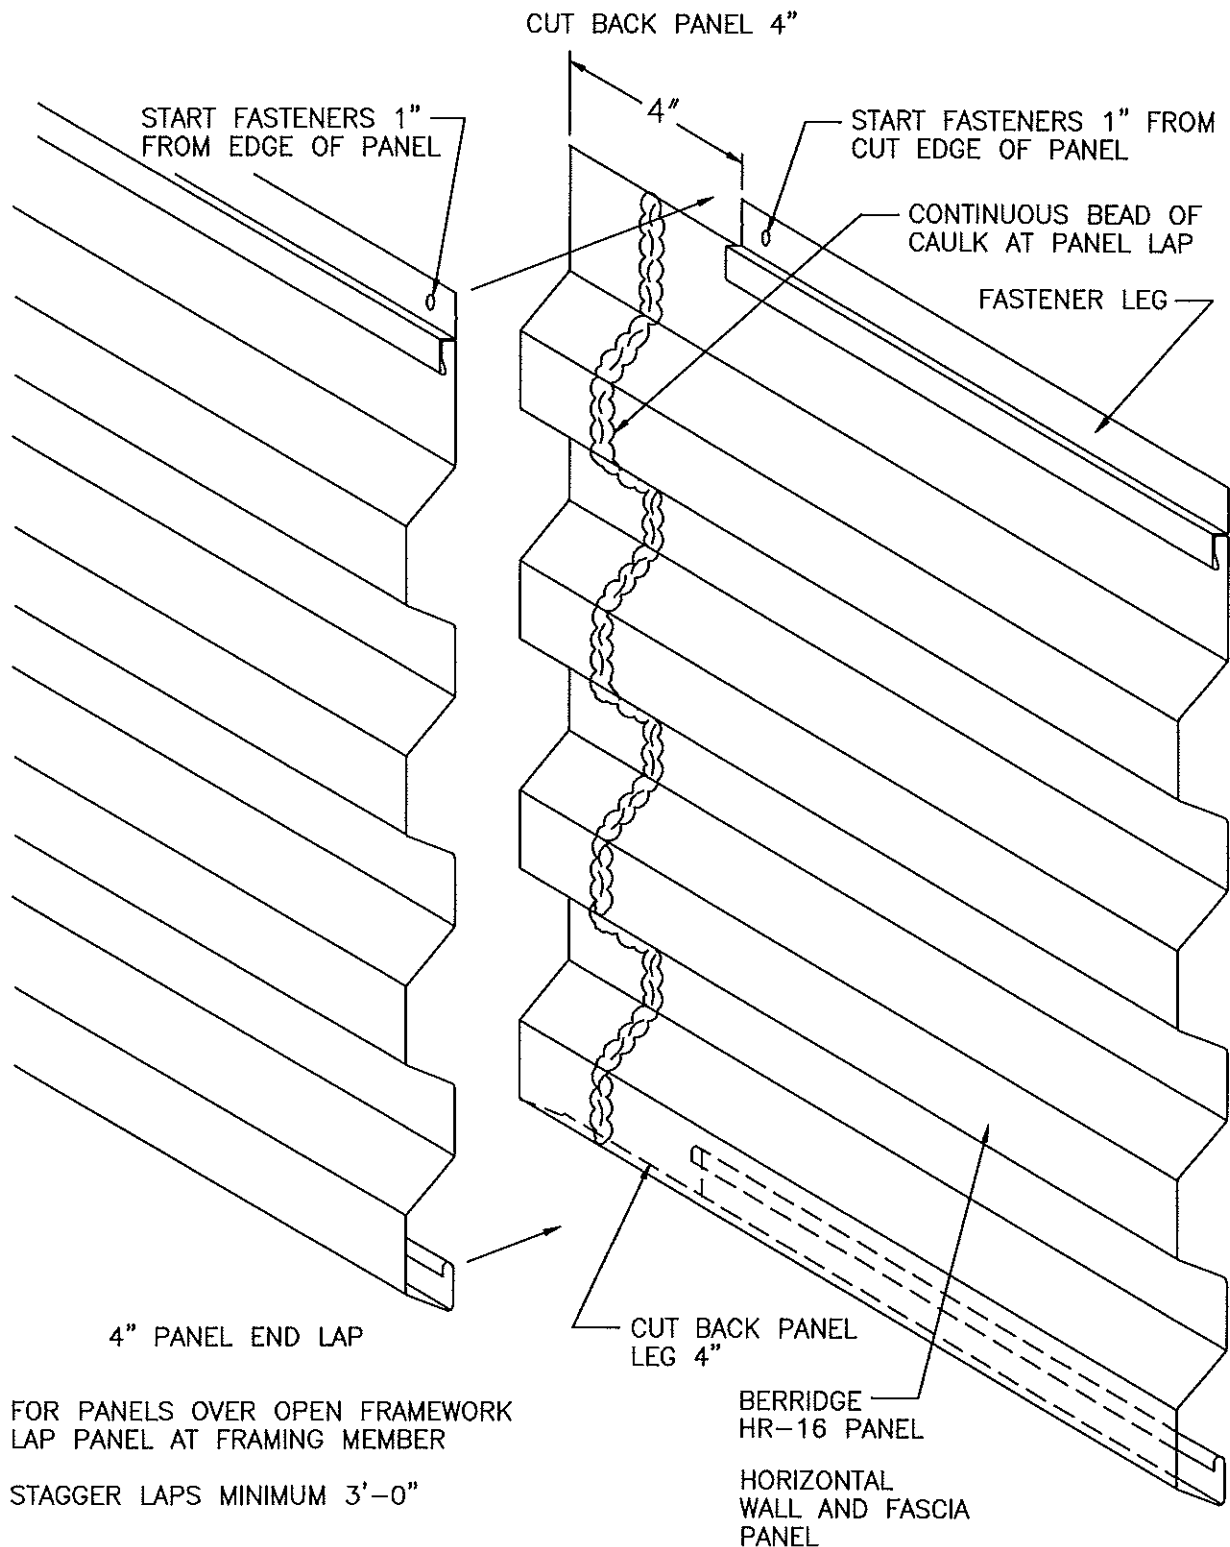 CUT BACK PANEL 4"
4"
START FASTENERS 1"
FROM EDGE OF PANEL
START FASTENERS 1" FROM
CUT EDGE OF PANEL
CONTINUOUS BEAD OF
CAULK AT PANEL LAP
FASTENER LEG
4" PANEL END LAP
CUT BACK PANEL
LEG 4"
FOR PANELS OVER OPEN FRAMEWORK
LAP PANEL AT FRAMING MEMBER
STAGGER LAPS MINIMUM 3'-0"
BERRIDGE
HR-16 PANEL
HORIZONTAL
WALL AND FASCIA
PANEL